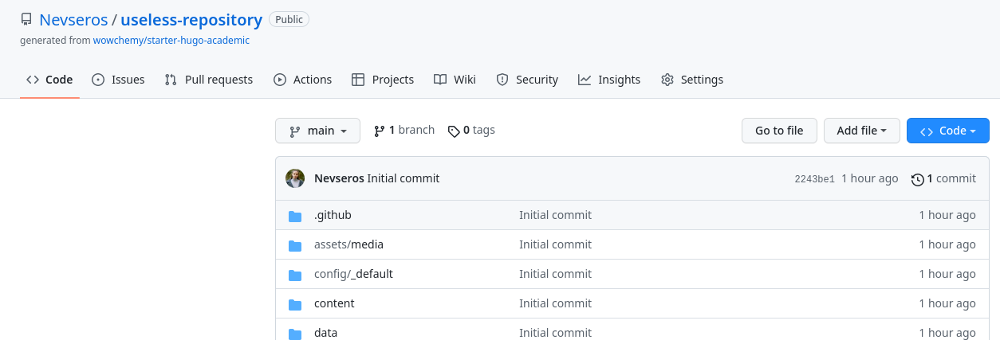 Nevseros / useless-repository Public
generated from wowchemy/starter-hugo-academic
Code Issues Pull requests Actions Projects Wiki Security Insights Settings
main 1 branch 0 tags Go to file Add file Code
Nevseros Initial commit 2243be1 1 hour ago 1 commit
.github Initial commit 1 hour ago
assets/media Initial commit 1 hour ago
config/_default Initial commit 1 hour ago
content Initial commit 1 hour ago
data Initial commit 1 hour ago